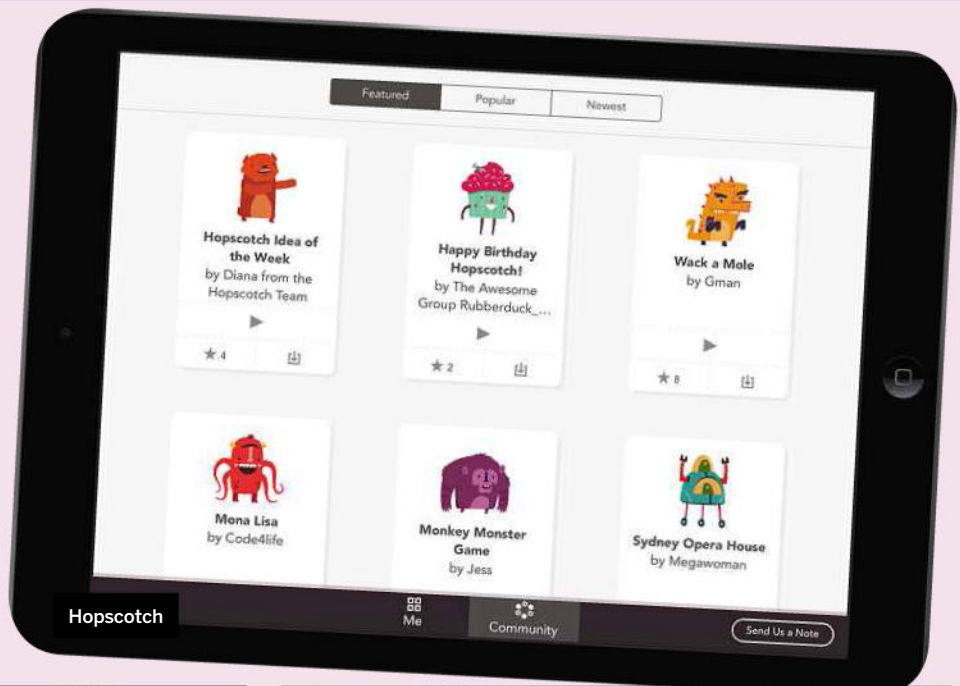 Featured
Popular
Newest
Hopscotch Idea of
the Week
by Diana from the
Hopscotch Team
4
Happy Birthday
Hopscotch!
by The Awesome
Group Rubberduck_...
2
Wack a Mole
by Gman
8
Mona Lisa
by Code4life
Monkey Monster
Game
by Jess
Sydney Opera House
by Megawoman
Hopscotch
Me
Community
Send Us a Note